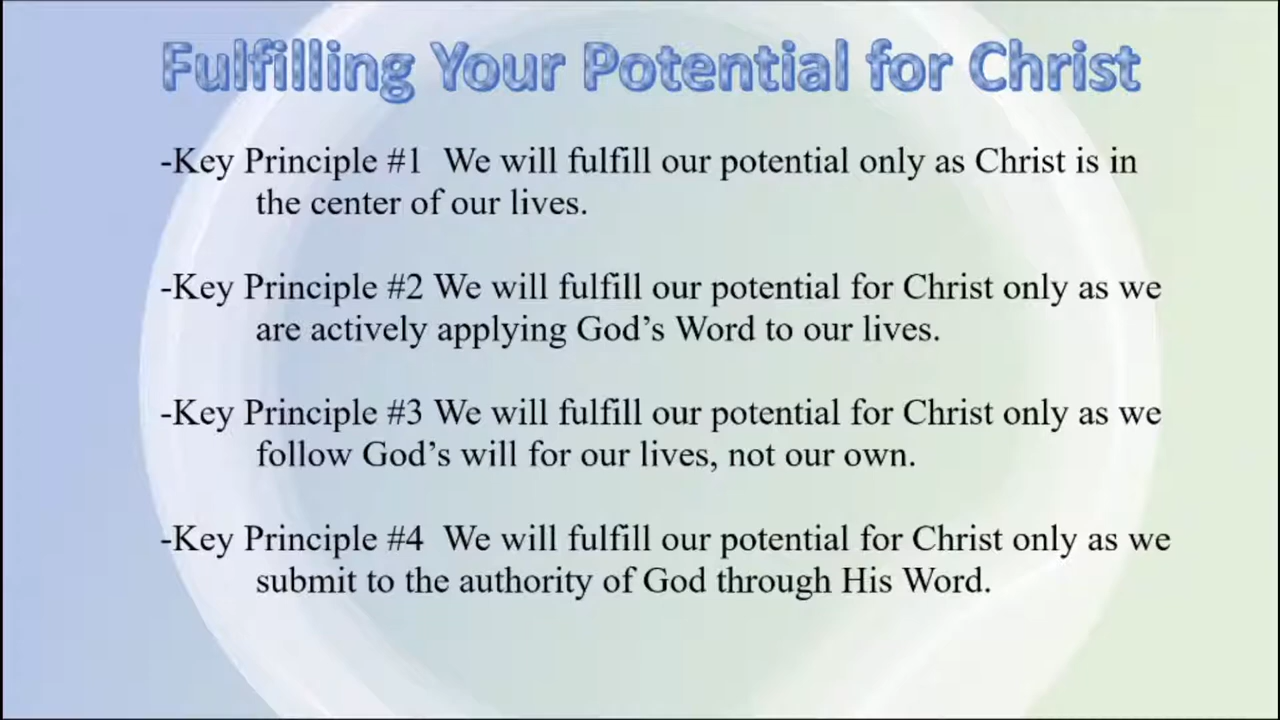 Fulfilling Your Potential for Christ
-Key Principle #1  We will fulfill our potential only as Christ is in
the center of our lives.
-Key Principle #2 We will fulfill our potential for Christ only as we
are actively applying God’s Word to our lives.
-Key Principle #3 We will fulfill our potential for Christ only as we
follow God’s will for our lives, not our own.
-Key Principle #4  We will fulfill our potential for Christ only as we
submit to the authority of God through His Word.